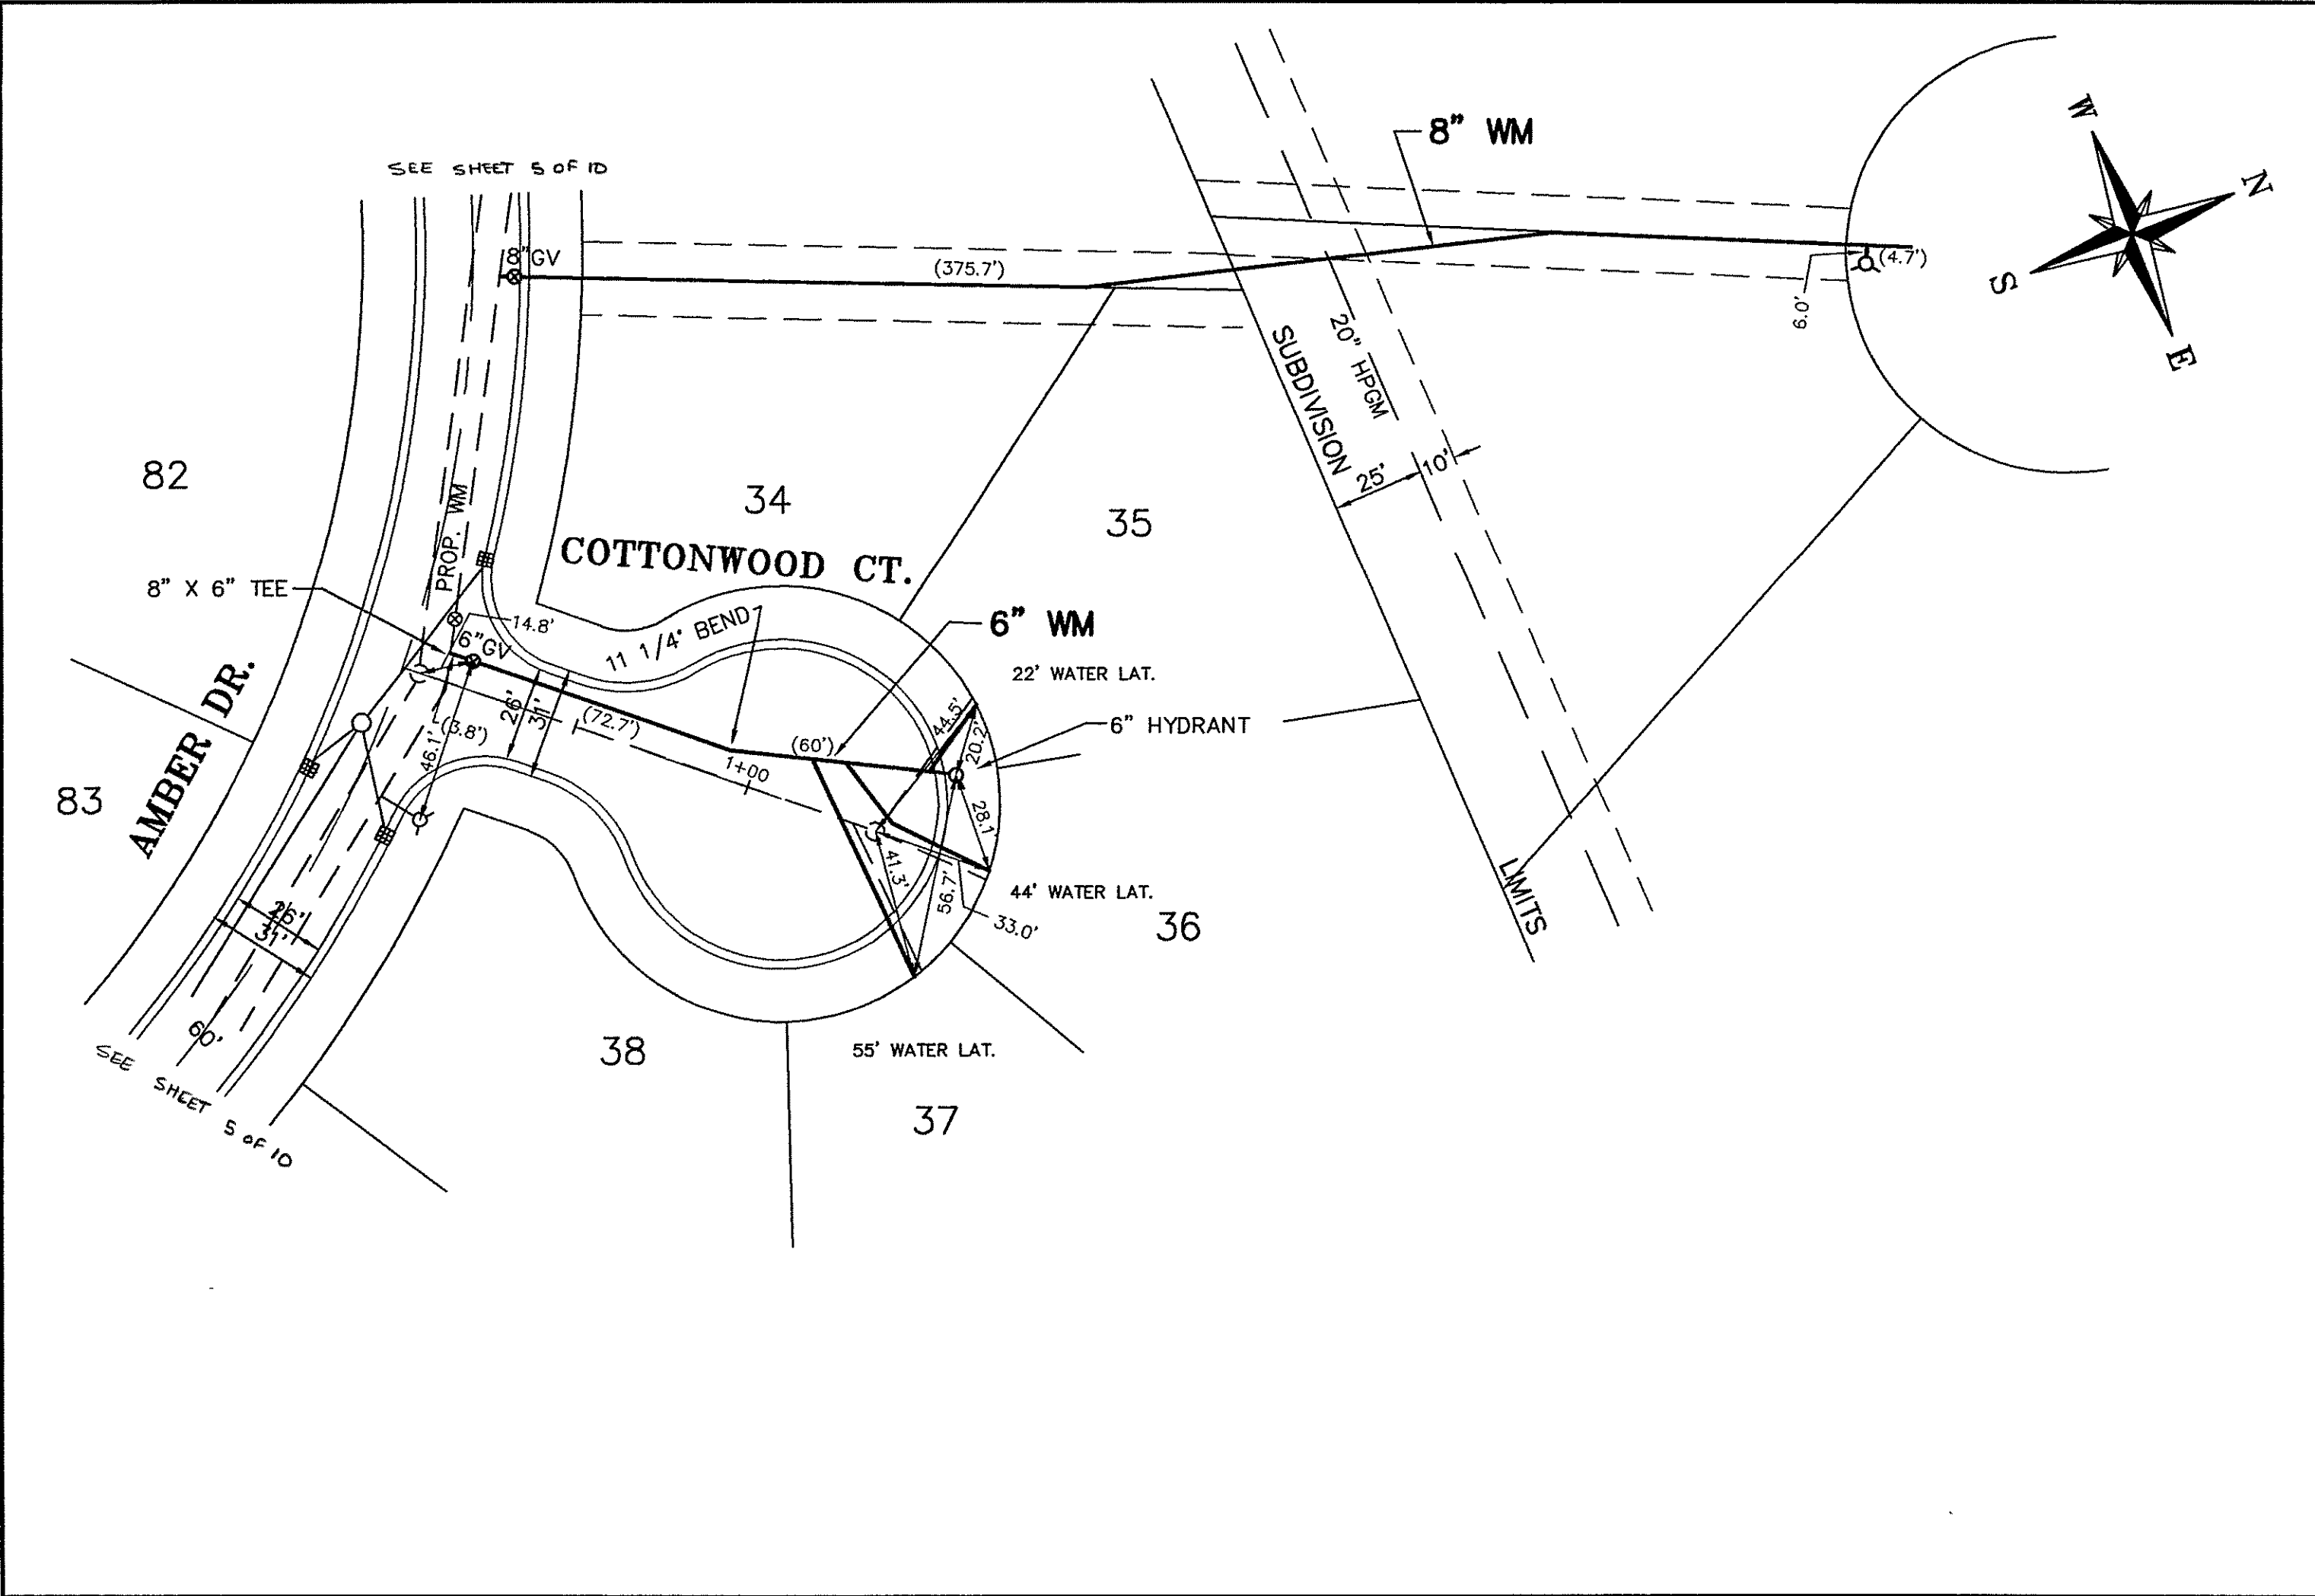 SEE SHEET 5 OF 10
8" WM
W
N
S
E
8"GV
(375.7')
(4.7')
6.0'
20" HPGM
SUBDIVISION
25'
10'
82
34
35
PROP. WM
COTTONWOOD CT.
8" X 6" TEE
14.8'
6"GV
11 1/4° BEND
6" WM
22' WATER LAT.
AMBER DR.
26'
31'
(72.7')
(3.8')
46.1'
(60')
1+00
44.5'
20.2'
6" HYDRANT
83
28.1'
41.3'
56.7'
44' WATER LAT.
33.0'
36
LIMITS
26'
31'
60'
SEE SHEET 5 OF 10
38
55' WATER LAT.
37